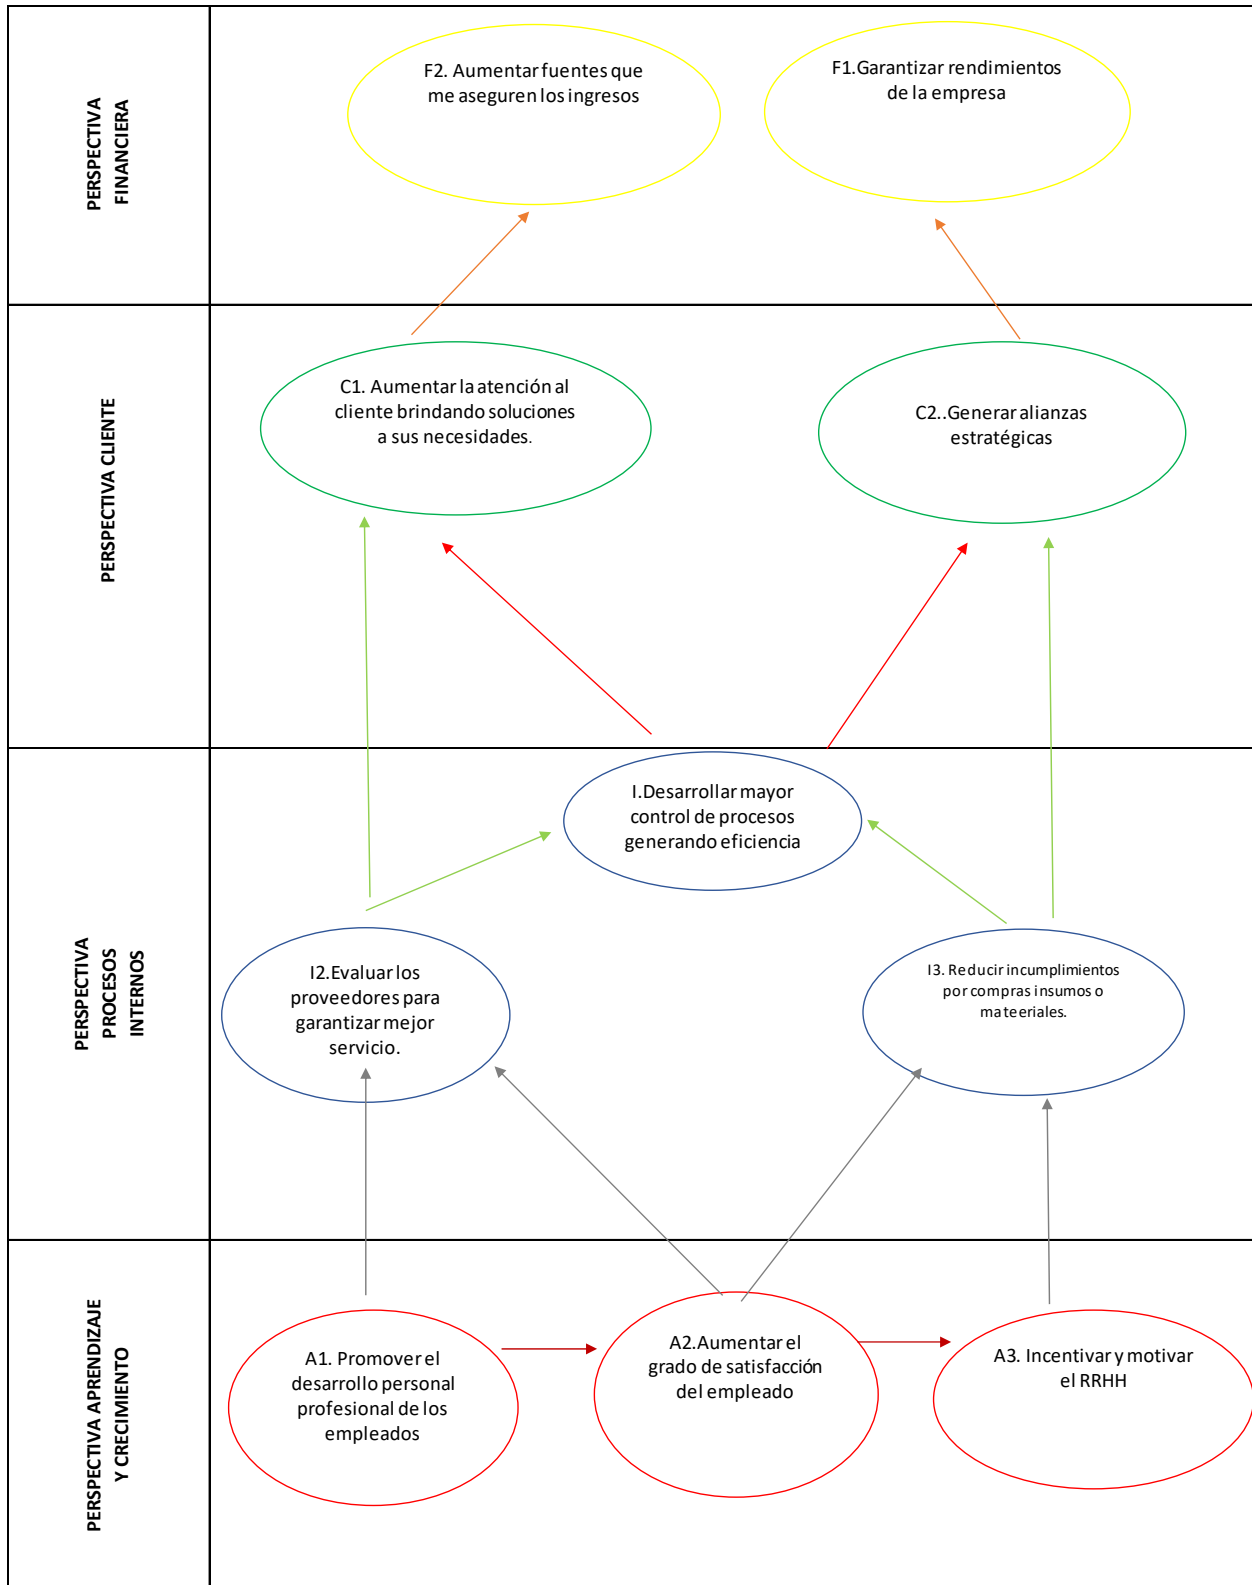 PERSPECTIVA
FINANCIERA
F2. Aumentar fuentes que
me aseguren los ingresos
F1.Garantizar rendimientos
de la empresa
PERSPECTIVA CLIENTE
C1. Aumentar la atención al
cliente brindando soluciones
a sus necesidades.
C2..Generar alianzas
estratégicas
PERSPECTIVA
PROCESOS
INTERNOS
I.Desarrollar mayor
control de procesos
generando eficiencia
I2.Evaluar los
proveedores para
garantizar mejor
servicio.
I3. Reducir incumplimientos
por compras insumos o
mateeriales.
PERSPECTIVA APRENDIZAJE
Y CRECIMIENTO
A1. Promover el
desarrollo personal
profesional de los
empleados
A2.Aumentar el
grado de satisfacción
del empleado
A3. Incentivar y motivar
el RRHH